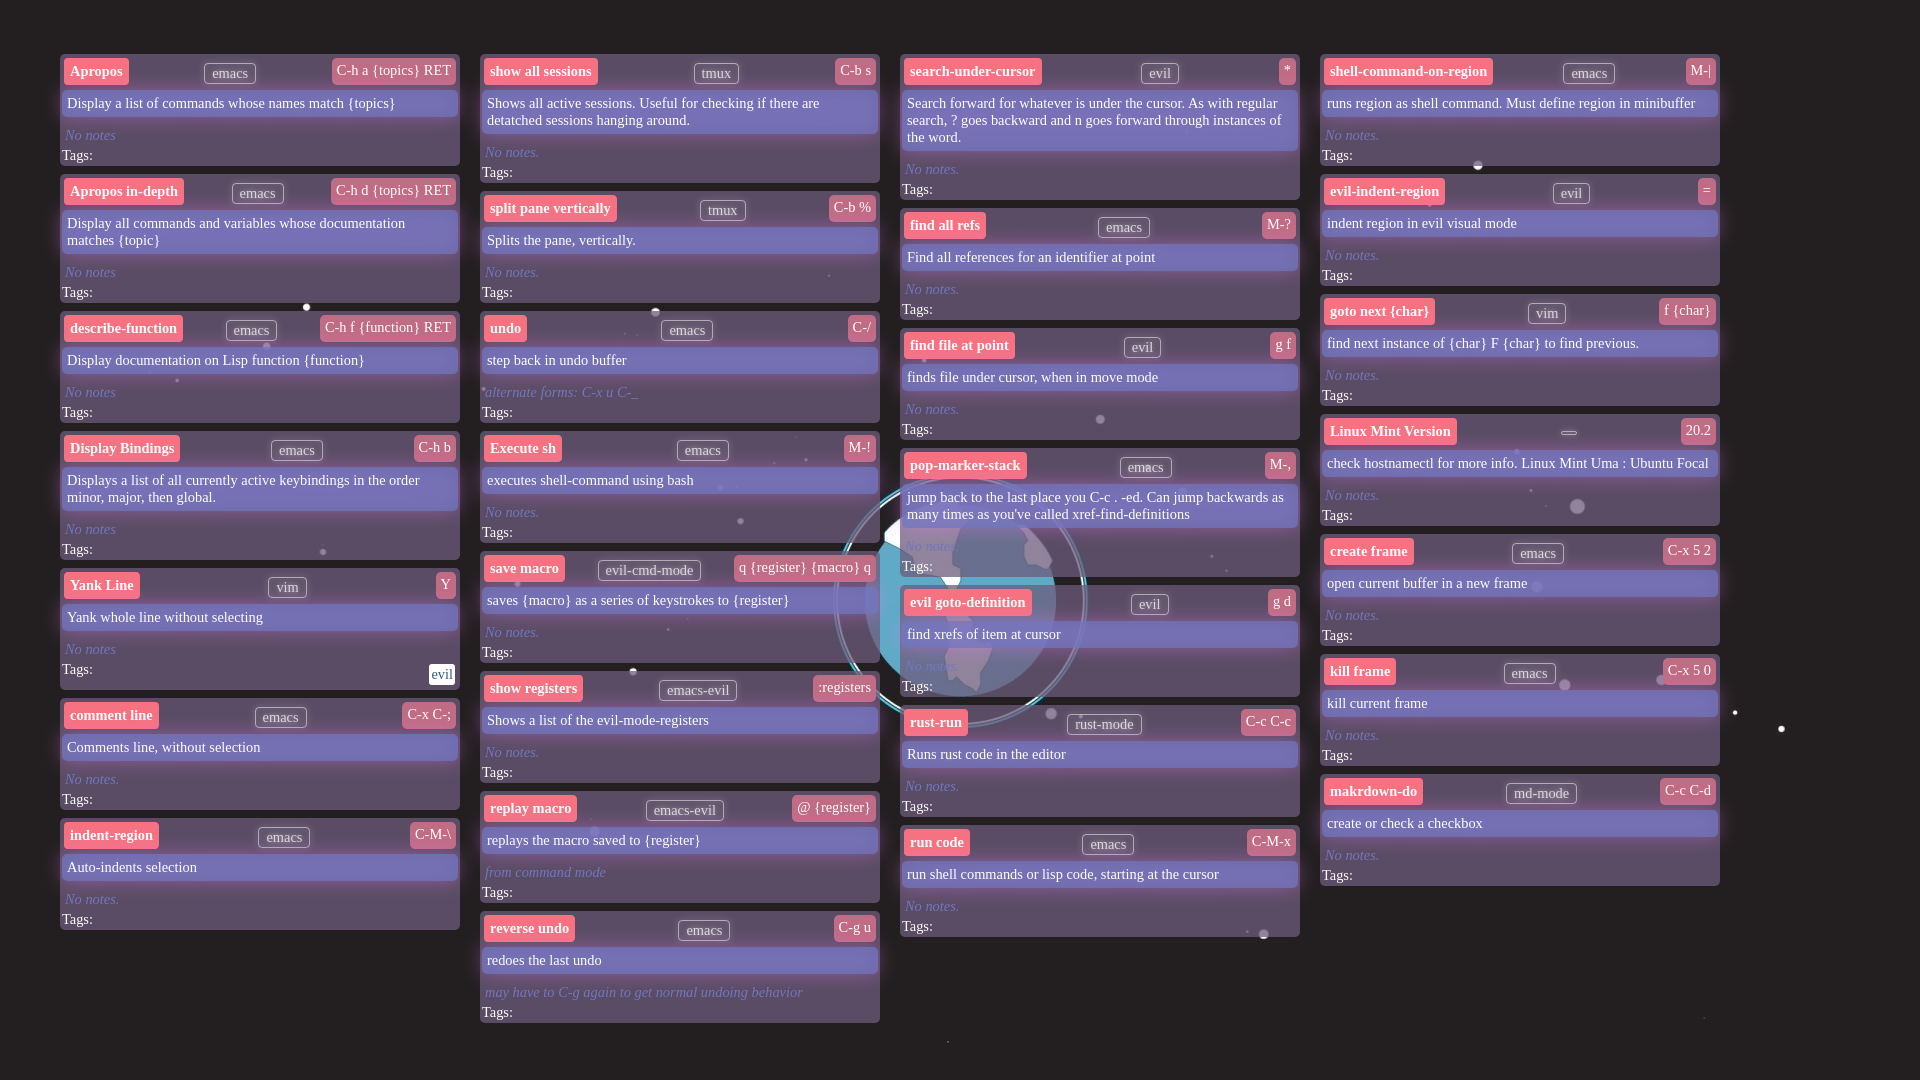 Apropos emacs C-h a {topics} RET
Display a list of commands whose names match {topics}
No notes
Tags:
Apropos in-depth emacs C-h d {topics} RET
Display all commands and variables whose documentation
matches {topic}
No notes
Tags:
describe-function emacs C-h f {function} RET
Display documentation on Lisp function {function}
No notes
Tags:
Display Bindings emacs C-h b
Displays a list of all currently active keybindings in the order
minor, major, then global.
No notes
Tags:
Yank Line vim Y
Yank whole line without selecting
No notes
Tags:
evil
comment line emacs C-x C-;
Comments line, without selection
No notes.
Tags:
indent-region emacs C-M-\
Auto-indents selection
No notes.
Tags:
show all sessions tmux C-b s
Shows all active sessions. Useful for checking if there are
detatched sessions hanging around.
No notes.
Tags:
split pane vertically tmux C-b %
Splits the pane, vertically.
No notes.
Tags:
undo emacs C-/
step back in undo buffer
alternate forms: C-x u C-_
Tags:
Execute sh emacs M-!
executes shell-command using bash
No notes.
Tags:
save macro evil-cmd-mode q {register} {macro} q
saves {macro} as a series of keystrokes to {register}
No notes.
Tags:
show registers emacs-evil :registers
Shows a list of the evil-mode-registers
No notes.
Tags:
replay macro emacs-evil @ {register}
replays the macro saved to {register}
from command mode
Tags:
reverse undo emacs C-g u
redoes the last undo
may have to C-g again to get normal undoing behavior
Tags:
search-under-cursor evil *
Search forward for whatever is under the cursor. As with regular
search, ? goes backward and n goes forward through instances of
the word.
No notes.
Tags:
find all refs emacs M-?
Find all references for an identifier at point
No notes.
Tags:
find file at point evil g f
finds file under cursor, when in move mode
No notes.
Tags:
pop-marker-stack emacs M-,
jump back to the last place you C-c . -ed. Can jump backwards as
many times as you've called xref-find-definitions
No notes.
Tags:
evil goto-definition evil g d
find xrefs of item at cursor
No notes.
Tags:
rust-run rust-mode C-c C-c
Runs rust code in the editor
No notes.
Tags:
run code emacs C-M-x
run shell commands or lisp code, starting at the cursor
No notes.
Tags:
shell-command-on-region emacs M-|
runs region as shell command. Must define region in minibuffer
No notes.
Tags:
evil-indent-region evil =
indent region in evil visual mode
No notes.
Tags:
goto next {char} vim f {char}
find next instance of {char} F {char} to find previous.
No notes.
Tags:
Linux Mint Version 20.2
check hostnamectl for more info. Linux Mint Uma : Ubuntu Focal
No notes.
Tags:
create frame emacs C-x 5 2
open current buffer in a new frame
No notes.
Tags:
kill frame emacs C-x 5 0
kill current frame
No notes.
Tags:
makrdown-do md-mode C-c C-d
create or check a checkbox
No notes.
Tags: